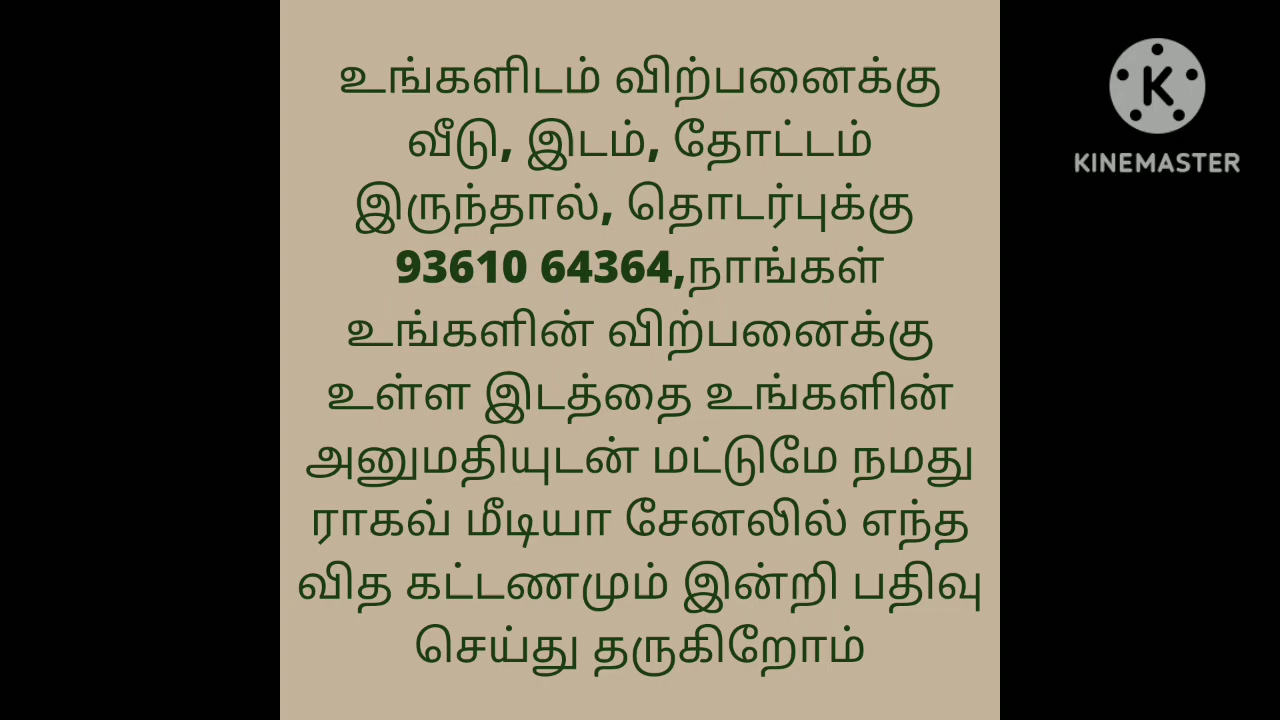 உங்களிடம் விற்பனைக்கு
வீடு, இடம், தோட்டம்
இருந்தால், தொடர்புக்கு
93610 64364,நாங்கள்
உங்களின் விற்பனைக்கு
உள்ள இடத்தை உங்களின்
அனுமதியுடன் மட்டுமே நமது
ராகவ் மீடியா சேனலில் எந்த
வித கட்டணமும் இன்றி பதிவு
செய்து தருகிறோம்
K
KINEMASTER